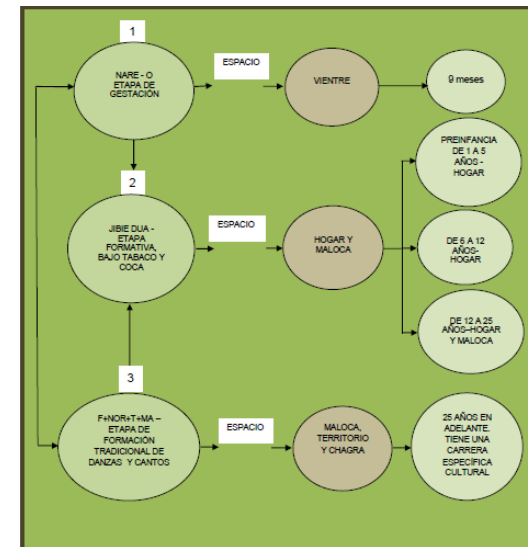 1
NARE - O
ETAPA DE
GESTACIÓN
ESPACIO
VIENTRE
9 meses
PREINFANCIA
DE 1 A 5
AÑOS -
HOGAR
2
JIBIE DUA -
ETAPA
FORMATIVA,
BAJO TABACO Y
COCA
ESPACIO
HOGAR Y
MALOCA
DE 6 A 12
AÑOS-
HOGAR
DE 12 A 25
AÑOS–HOGAR
Y MALOCA
3
F+NOR+T+MA –
ETAPA DE
FORMACIÓN
TRADICIONAL DE
DANZAS Y CANTOS
ESPACIO
MALOCA,
TERRITORIO
Y CHAGRA
25 AÑOS EN
ADELANTE.
TIENE UNA
CARRERA
ESPECÍFICA
CULTURAL